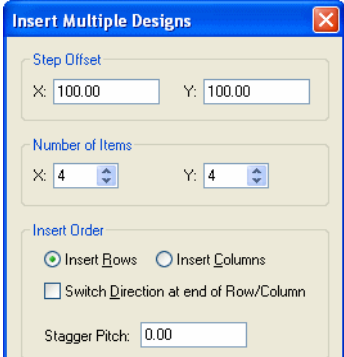 Insert Multiple Designs
Step Offset
X: 100.00 Y: 100.00
Number of Items
X: 4 Y: 4
Insert Order
Insert Rows Insert Columns
Switch Direction at end of Row/Column
Stagger Pitch: 0.00